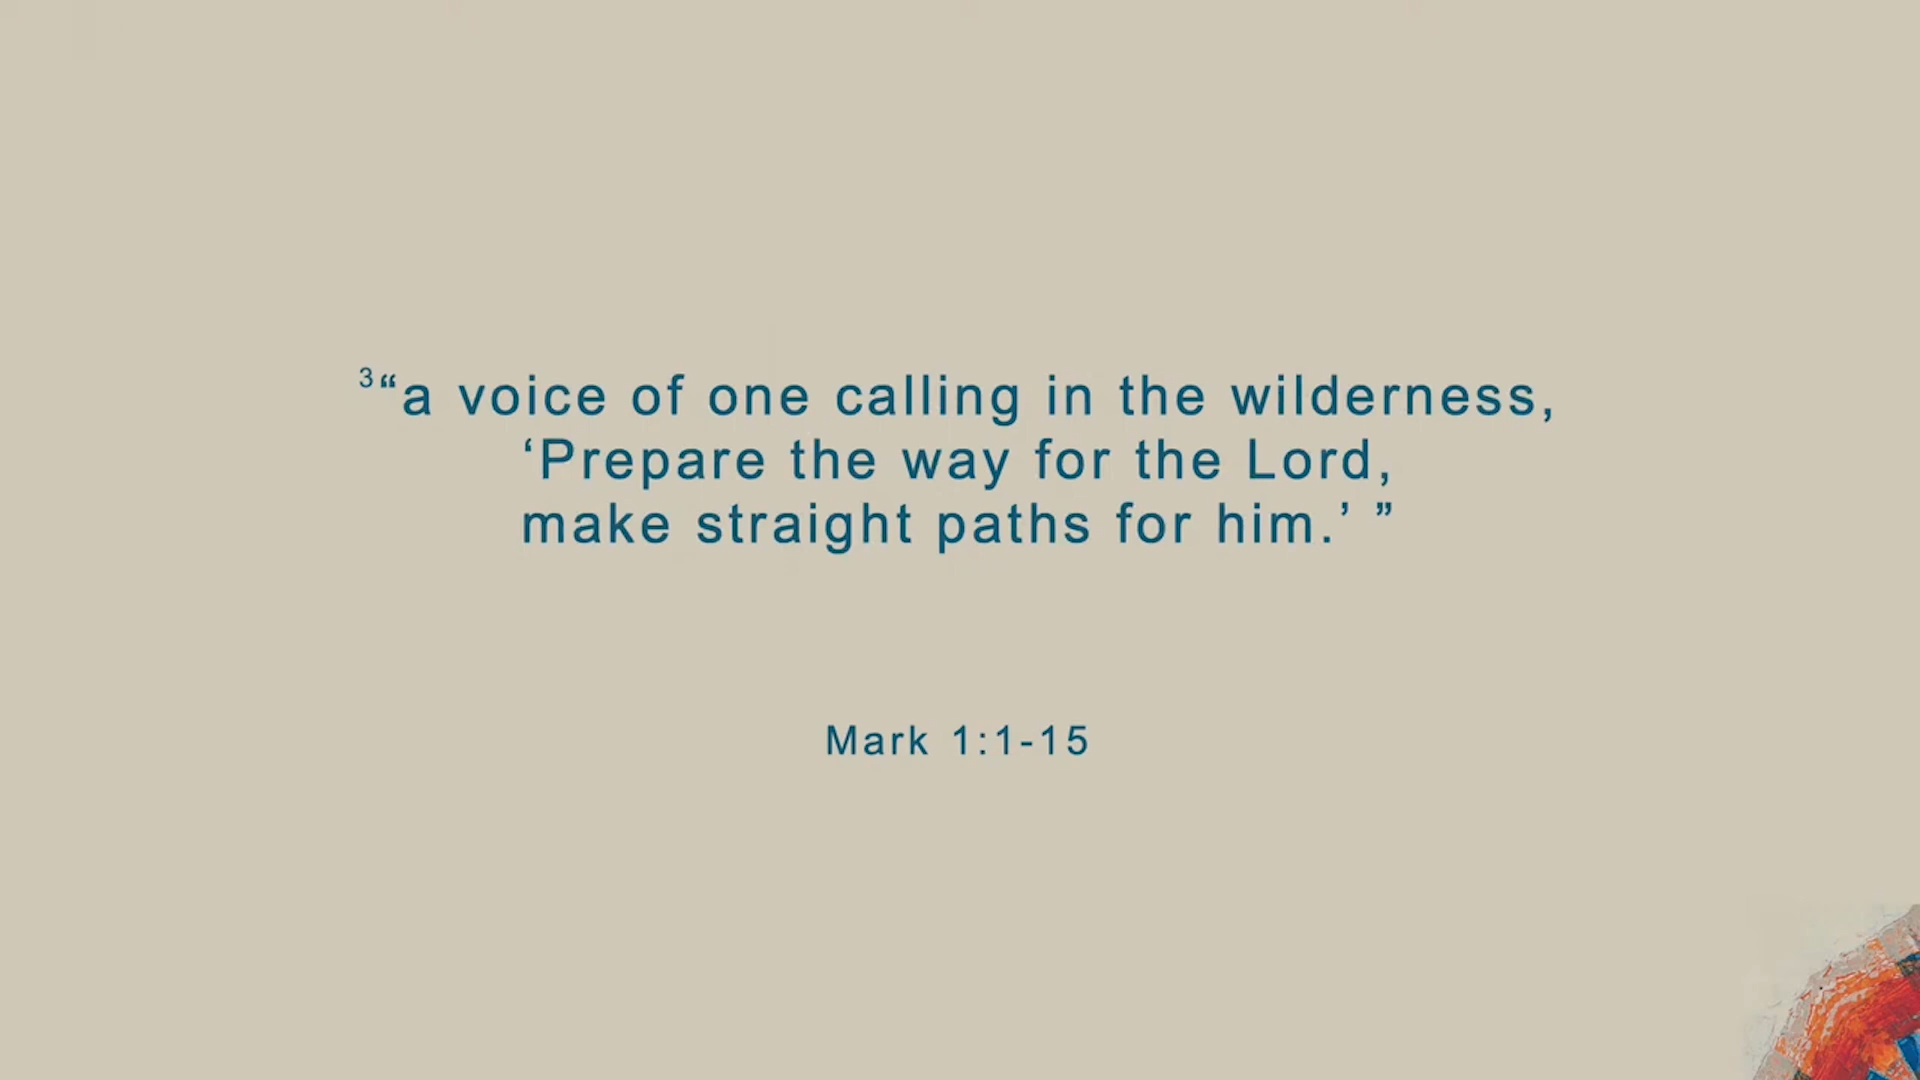 ³“a voice of one calling in the wilderness,
‘Prepare the way for the Lord,
make straight paths for him.’ ”
Mark 1:1-15